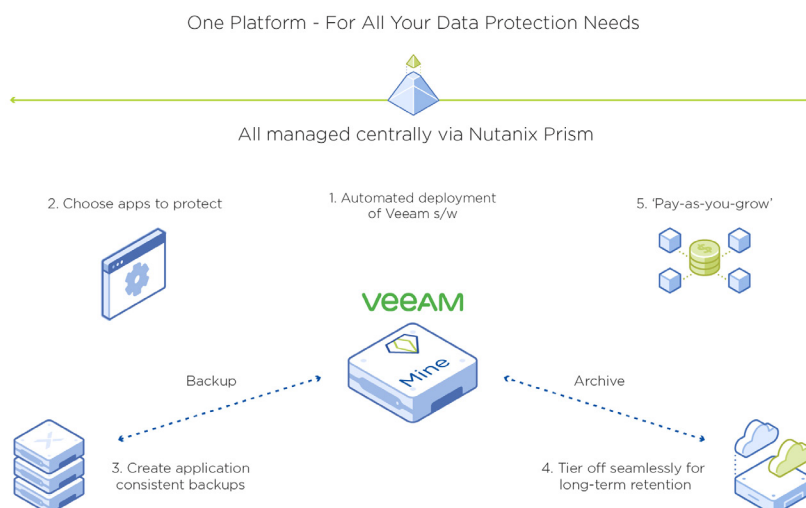 One Platform - For All Your Data Protection Needs
All managed centrally via Nutanix Prism
2. Choose apps to protect
1. Automated deployment
of Veeam s/w
5. ‘Pay-as-you-grow’
veeAM
Mine
Backup
Archive
3. Create application
consistent backups
4. Tier off seamlessly for
long-term retention